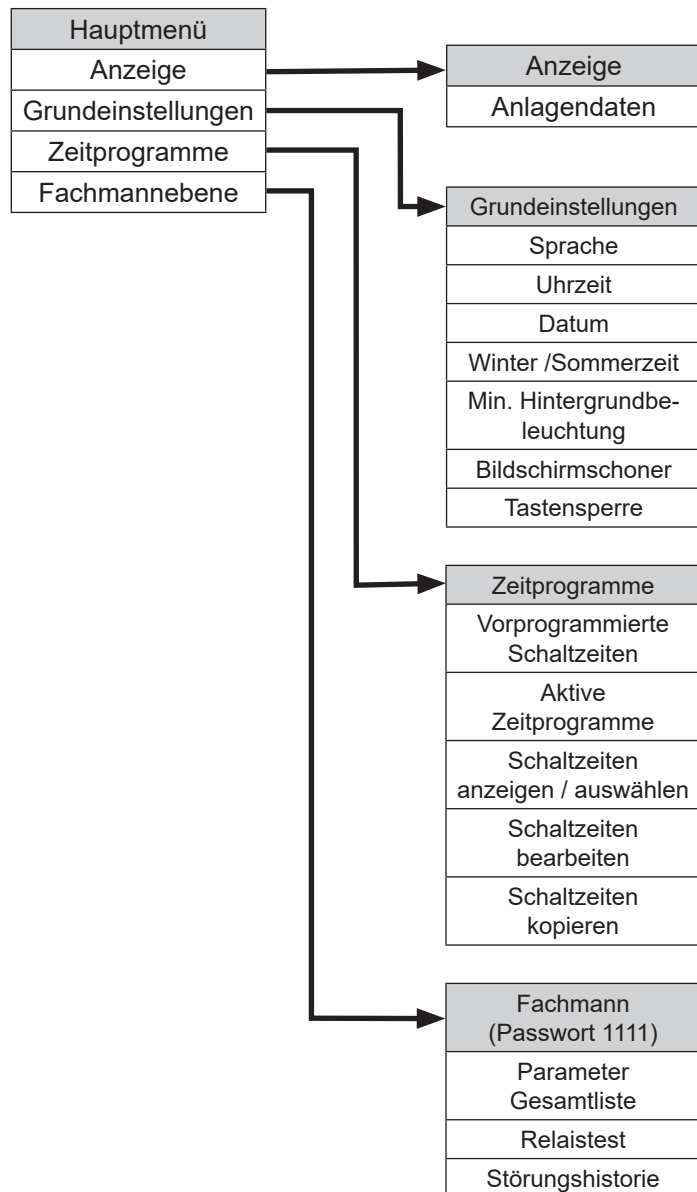 Hauptmenü
Anzeige
Grundeinstellungen
Zeitprogramme
Fachmannebene
Anzeige
Anlagendaten
Grundeinstellungen
Sprache
Uhrzeit
Datum
Winter /Sommerzeit
Min. Hintergrundbe-
leuchtung
Bildschirmschoner
Tastensperre
Zeitprogramme
Vorprogrammierte
Schaltzeiten
Aktive
Zeitprogramme
Schaltzeiten
anzeigen / auswählen
Schaltzeiten
bearbeiten
Schaltzeiten
kopieren
Fachmann
(Passwort 1111)
Parameter
Gesamtliste
Relaistest
Störungshistorie